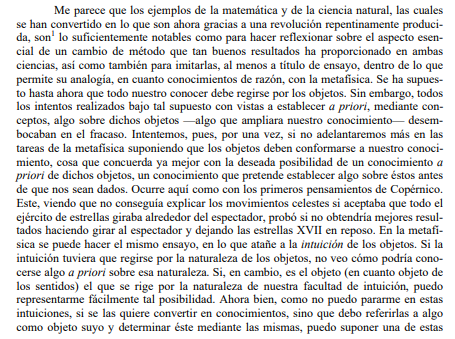 Me parece que los ejemplos de la matemática y de la ciencia natural, las cuales
se han convertido en lo que son ahora gracias a una revolución repentinamente produci-
da, son¹ lo suficientemente notables como para hacer reflexionar sobre el aspecto esen-
cial de un cambio de método que tan buenos resultados ha proporcionado en ambas
ciencias, así como también para imitarlas, al menos a título de ensayo, dentro de lo que
permite su analogía, en cuanto conocimientos de razón, con la metafísica. Se ha supues-
to hasta ahora que todo nuestro conocer debe regirse por los objetos. Sin embargo, todos
los intentos realizados bajo tal supuesto con vistas a establecer a priori, mediante con-
ceptos, algo sobre dichos objetos —algo que ampliara nuestro conocimiento— desem-
bocaban en el fracaso. Intentemos, pues, por una vez, si no adelantaremos más en las
tareas de la metafísica suponiendo que los objetos deben conformarse a nuestro conoci-
miento, cosa que concuerda ya mejor con la deseada posibilidad de un conocimiento a
priori de dichos objetos, un conocimiento que pretende establecer algo sobre éstos antes
de que nos sean dados. Ocurre aquí como con los primeros pensamientos de Copérnico.
Este, viendo que no conseguía explicar los movimientos celestes si aceptaba que todo el
ejército de estrellas giraba alrededor del espectador, probó si no obtendría mejores resul-
tados haciendo girar al espectador y dejando las estrellas XVII en reposo. En la metafí-
sica se puede hacer el mismo ensayo, en lo que atañe a la intuición de los objetos. Si la
intuición tuviera que regirse por la naturaleza de los objetos, no veo cómo podría cono-
cerse algo a priori sobre esa naturaleza. Si, en cambio, es el objeto (en cuanto objeto de
los sentidos) el que se rige por la naturaleza de nuestra facultad de intuición, puedo
representarme fácilmente tal posibilidad. Ahora bien, como no puedo pararme en estas
intuiciones, si se las quiere convertir en conocimientos, sino que debo referirlas a algo
como objeto suyo y determinar éste mediante las mismas, puedo suponer una de estas